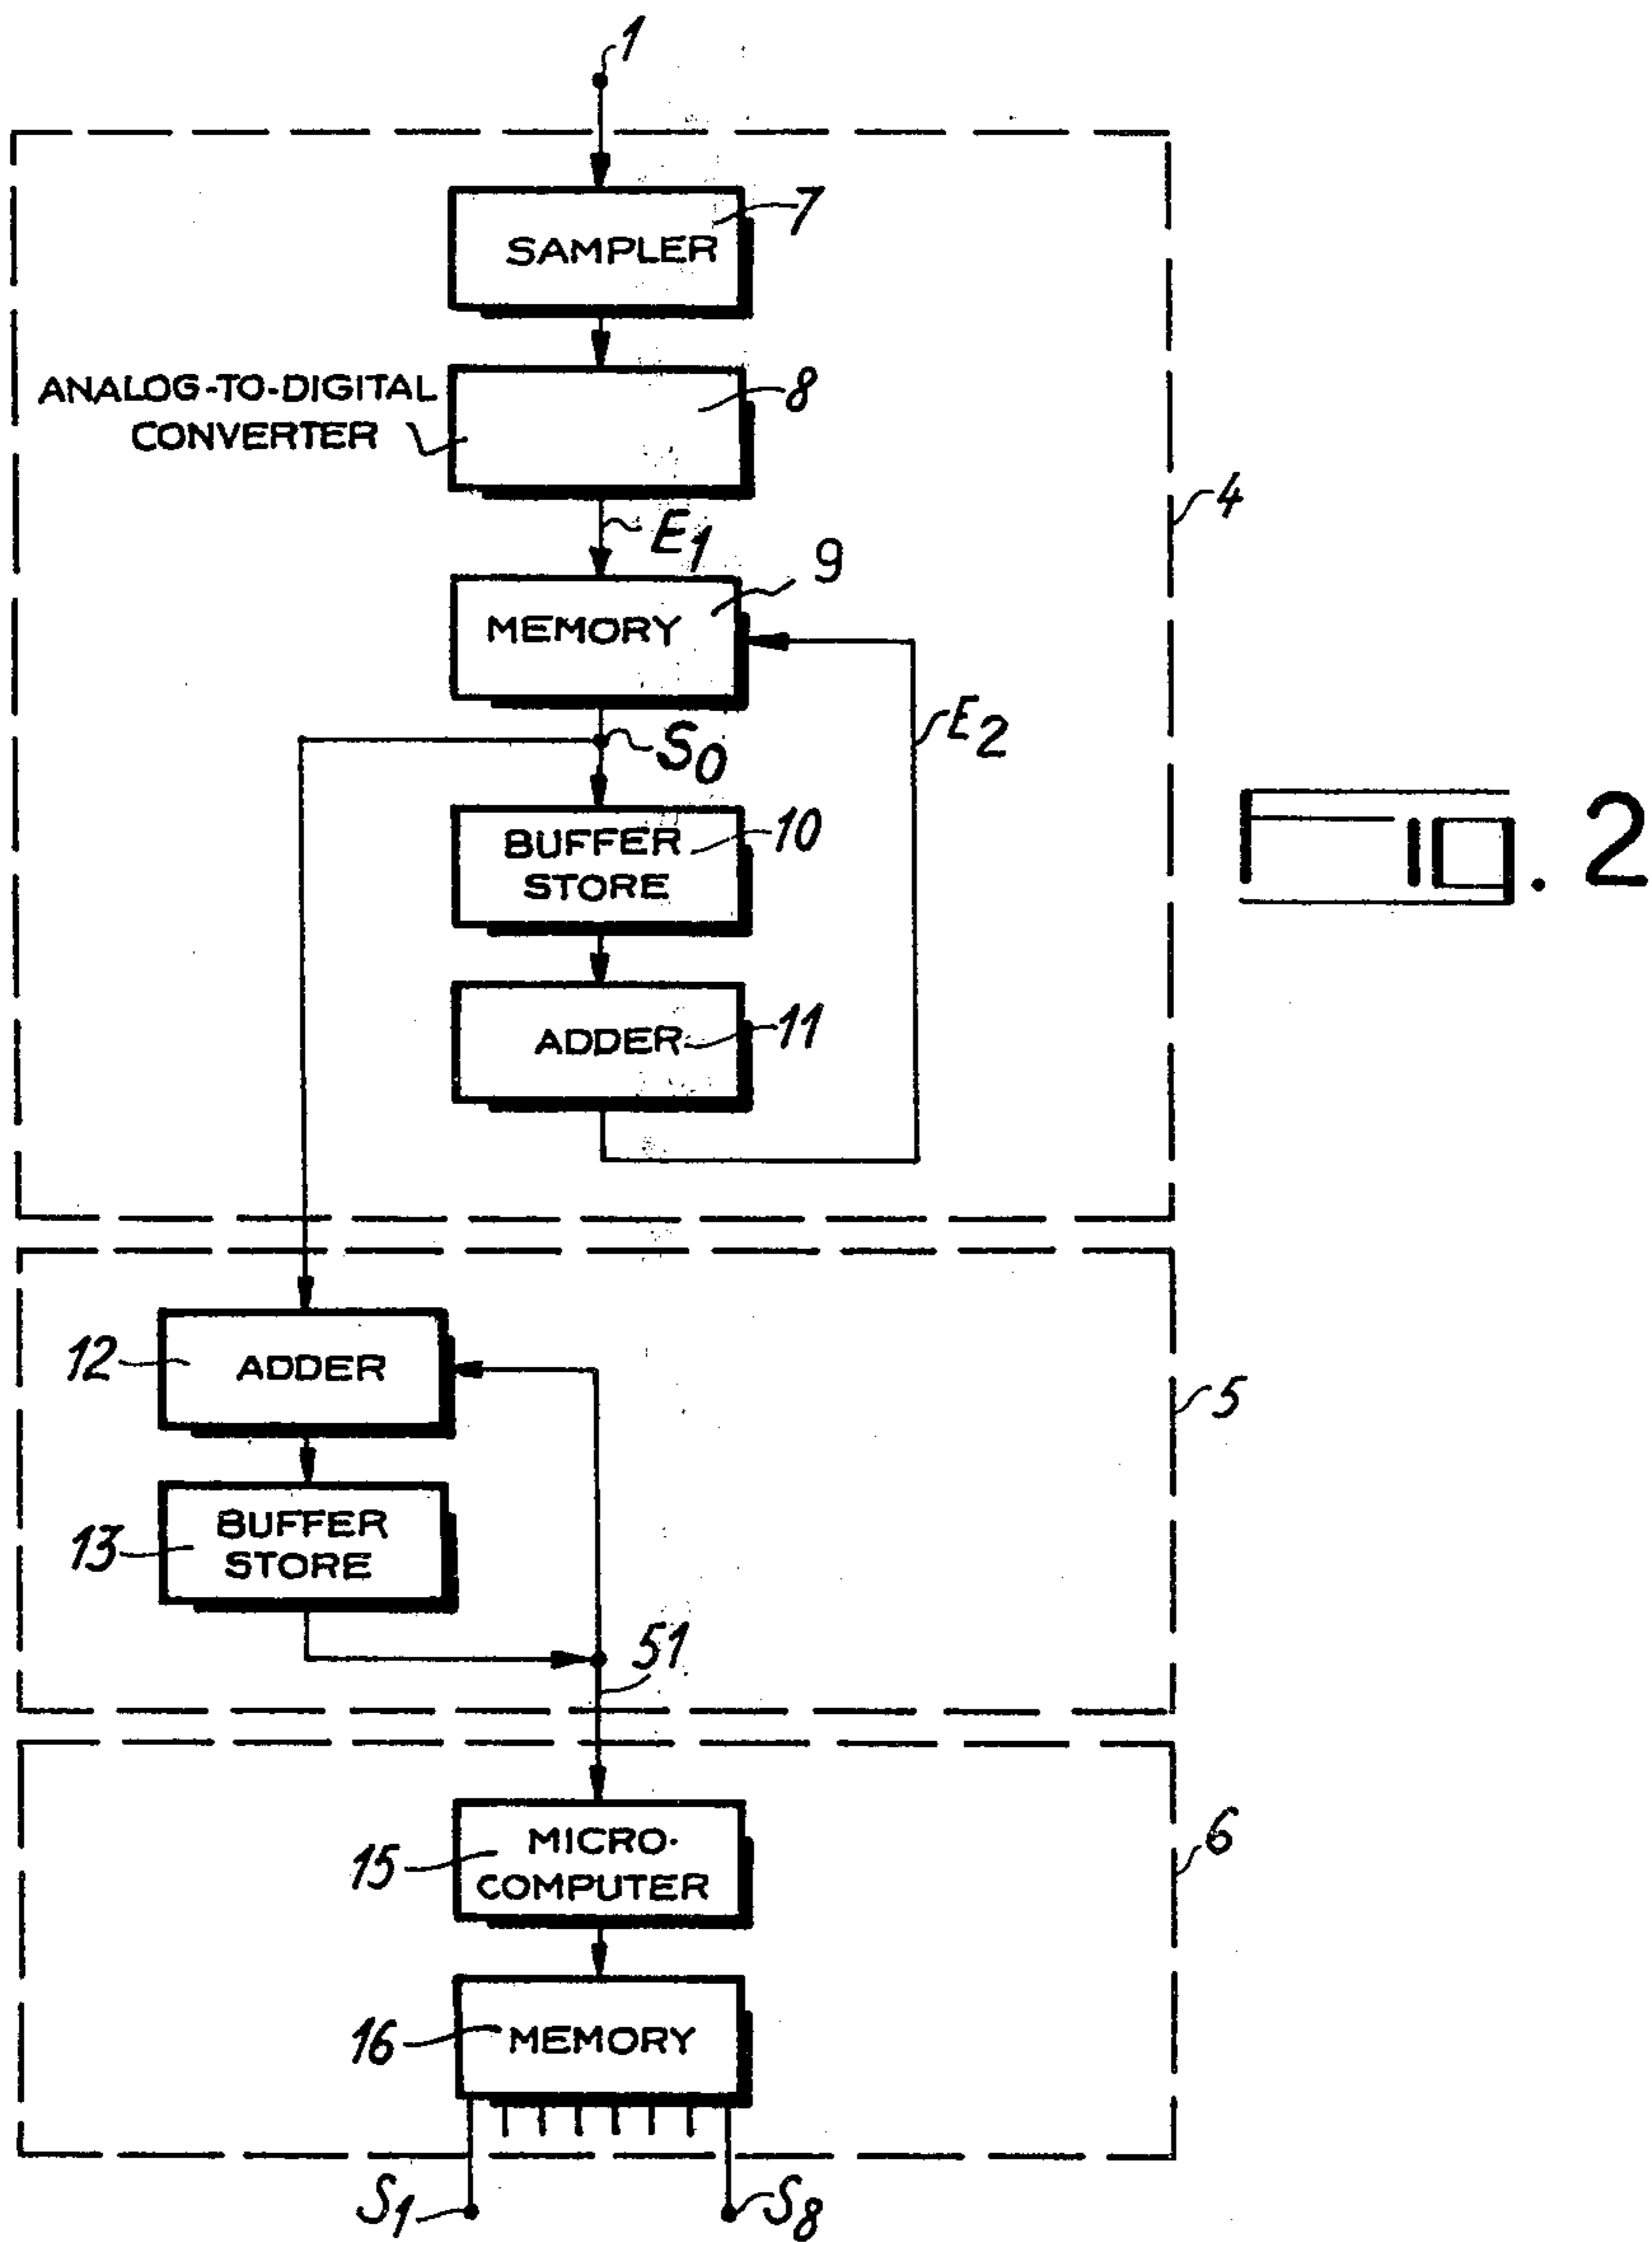 1
7
SAMPLER
ANALOG-TO-DIGITAL
CONVERTER
8
4
E1
9
MEMORY
E2
S0
FIG. 2
10
BUFFER
STORE
11
ADDER
12
ADDER
5
13
BUFFER
STORE
51
6
15
MICRO-
COMPUTER
16
MEMORY
S1
S8